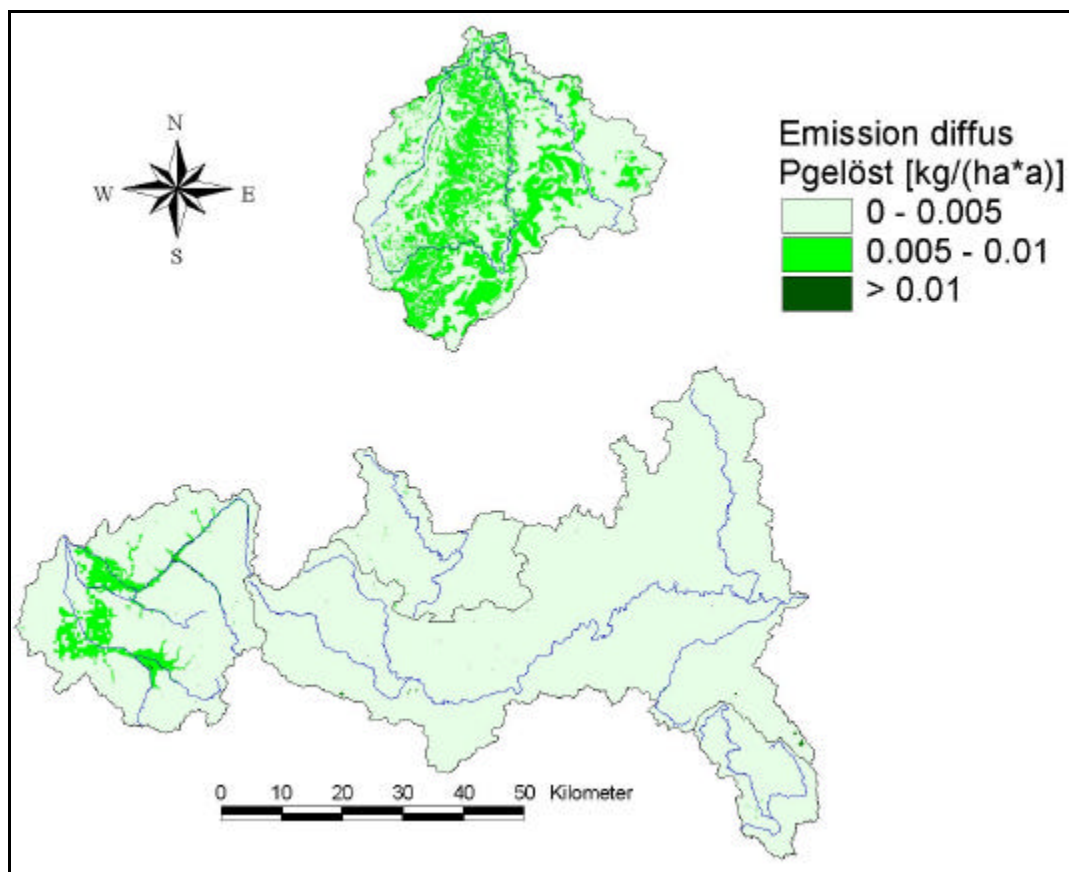 N
W E
S
Emission diffus
Pgelöst [kg/(ha*a)]
0 - 0.005
0.005 - 0.01
> 0.01
0 10 20 30 40 50 Kilometer